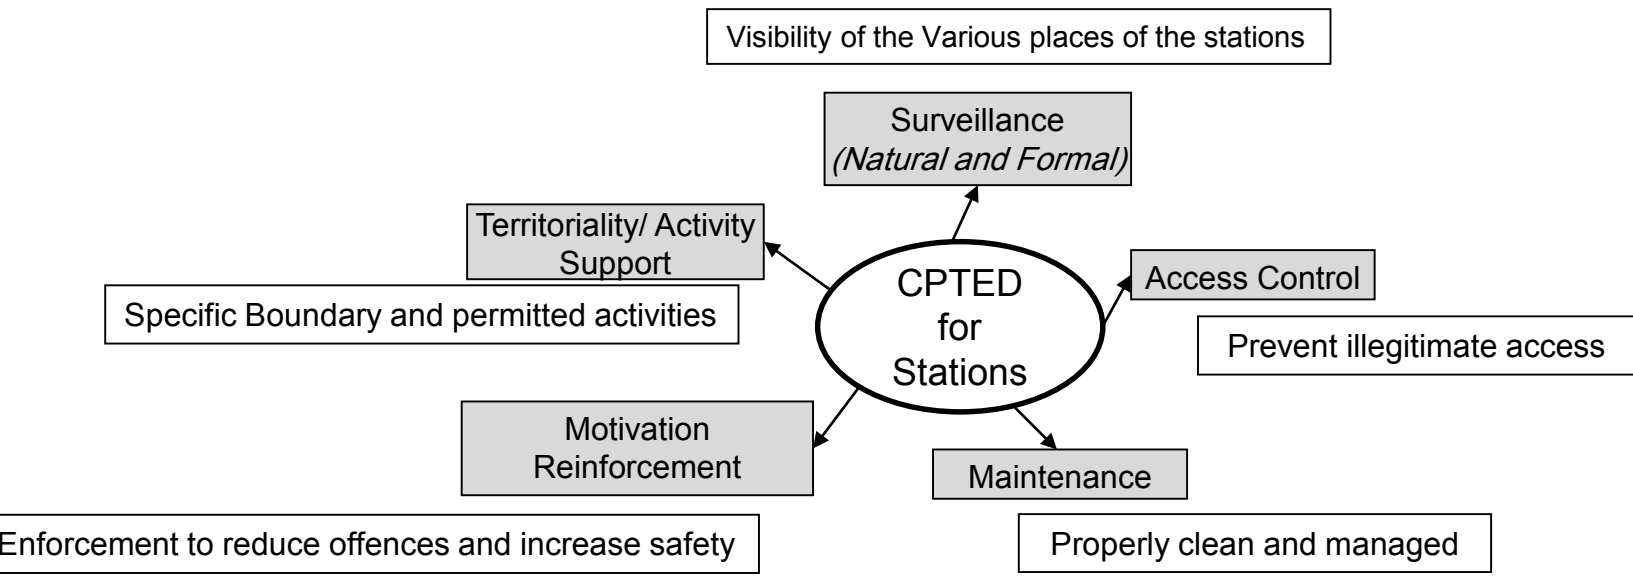 Visibility of the Various places of the stations
Surveillance
(Natural and Formal)
Territoriality/ Activity
Support
Specific Boundary and permitted activities
CPTED
for
Stations
Access Control
Prevent illegitimate access
Motivation
Reinforcement
Maintenance
Enforcement to reduce offences and increase safety
Properly clean and managed